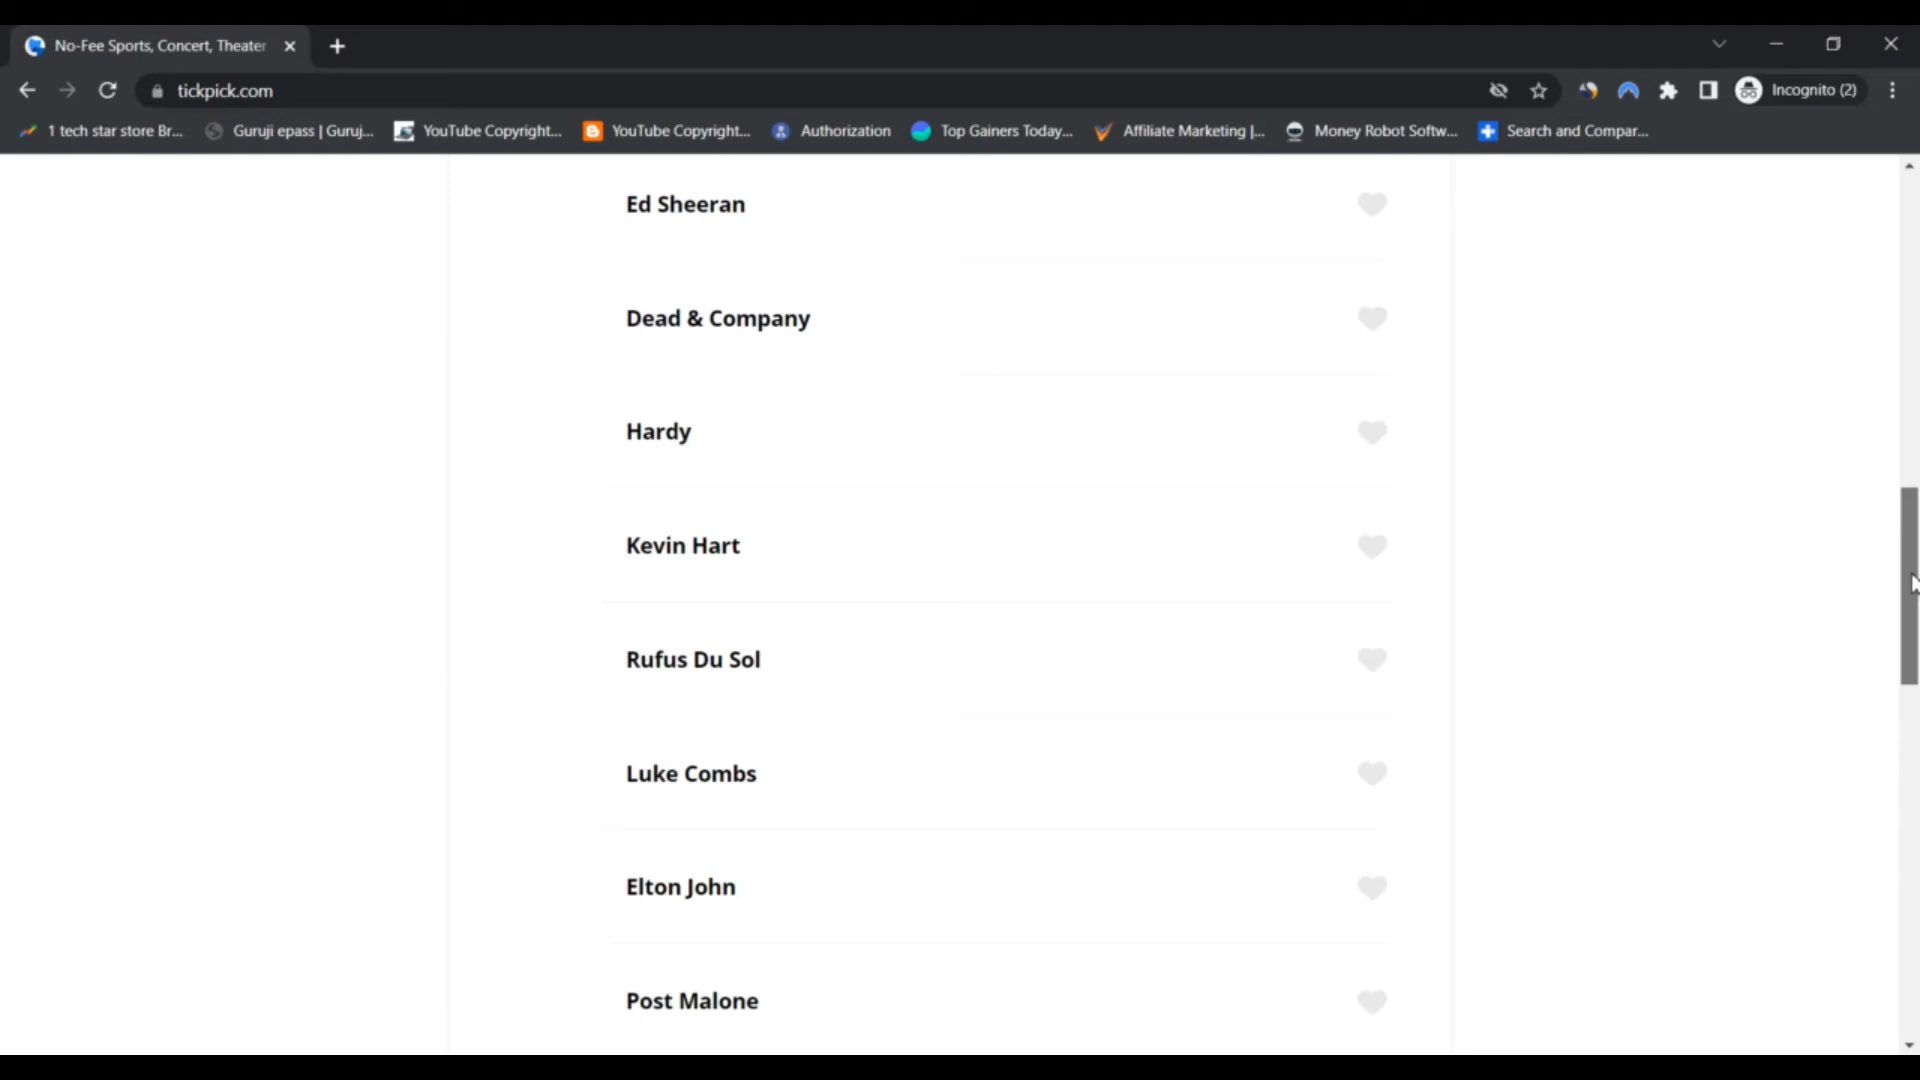 No-Fee Sports, Concert, Theater
tickpick.com
Incognito (2)
1 tech star store Br...
Guruji epass | Guruj...
YouTube Copyright...
YouTube Copyright...
Authorization
Top Gainers Today...
Affiliate Marketing |...
Money Robot Softw...
Search and Compar...
Ed Sheeran
Dead & Company
Hardy
Kevin Hart
Rufus Du Sol
Luke Combs
Elton John
Post Malone